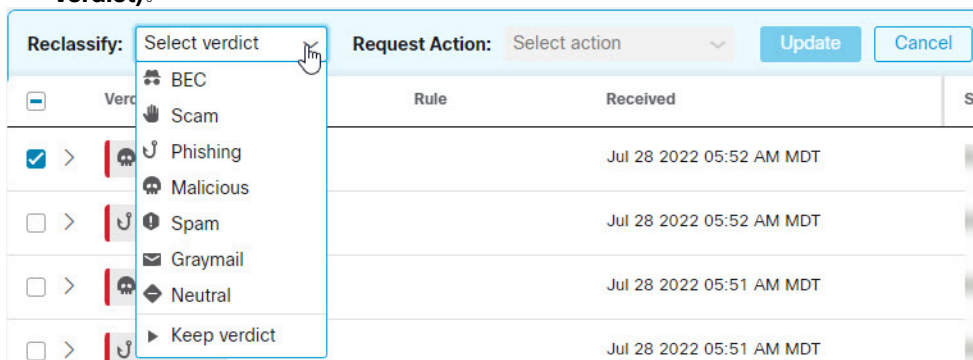 verdict).
Reclassify: Select verdict Request Action: Select action Update Cancel
Verd Rule Received S
BEC
Scam
Phishing
Malicious
Spam
Graymail
Neutral
Keep verdict
Jul 28 2022 05:52 AM MDT
Jul 28 2022 05:52 AM MDT
Jul 28 2022 05:51 AM MDT
Jul 28 2022 05:51 AM MDT